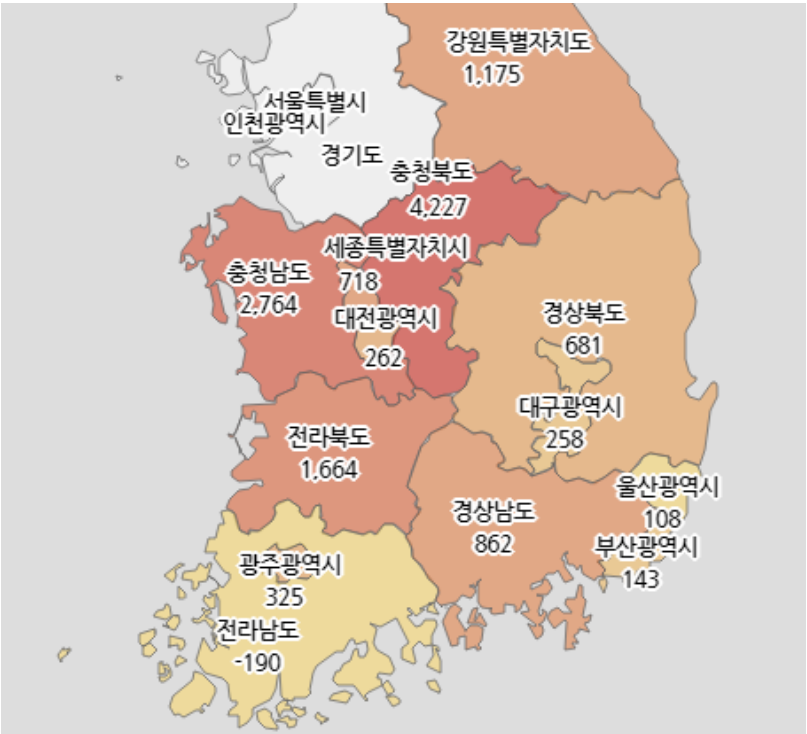 강원특별자치도
1,175
서울특별시
인천광역시
경기도
충청북도
4,227
세종특별자치시
718
충청남도
2,764
대전광역시
262
경상북도
681
대구광역시
258
전라북도
1,664
울산광역시
108
경상남도
862
부산광역시
143
광주광역시
325
전라남도
-190